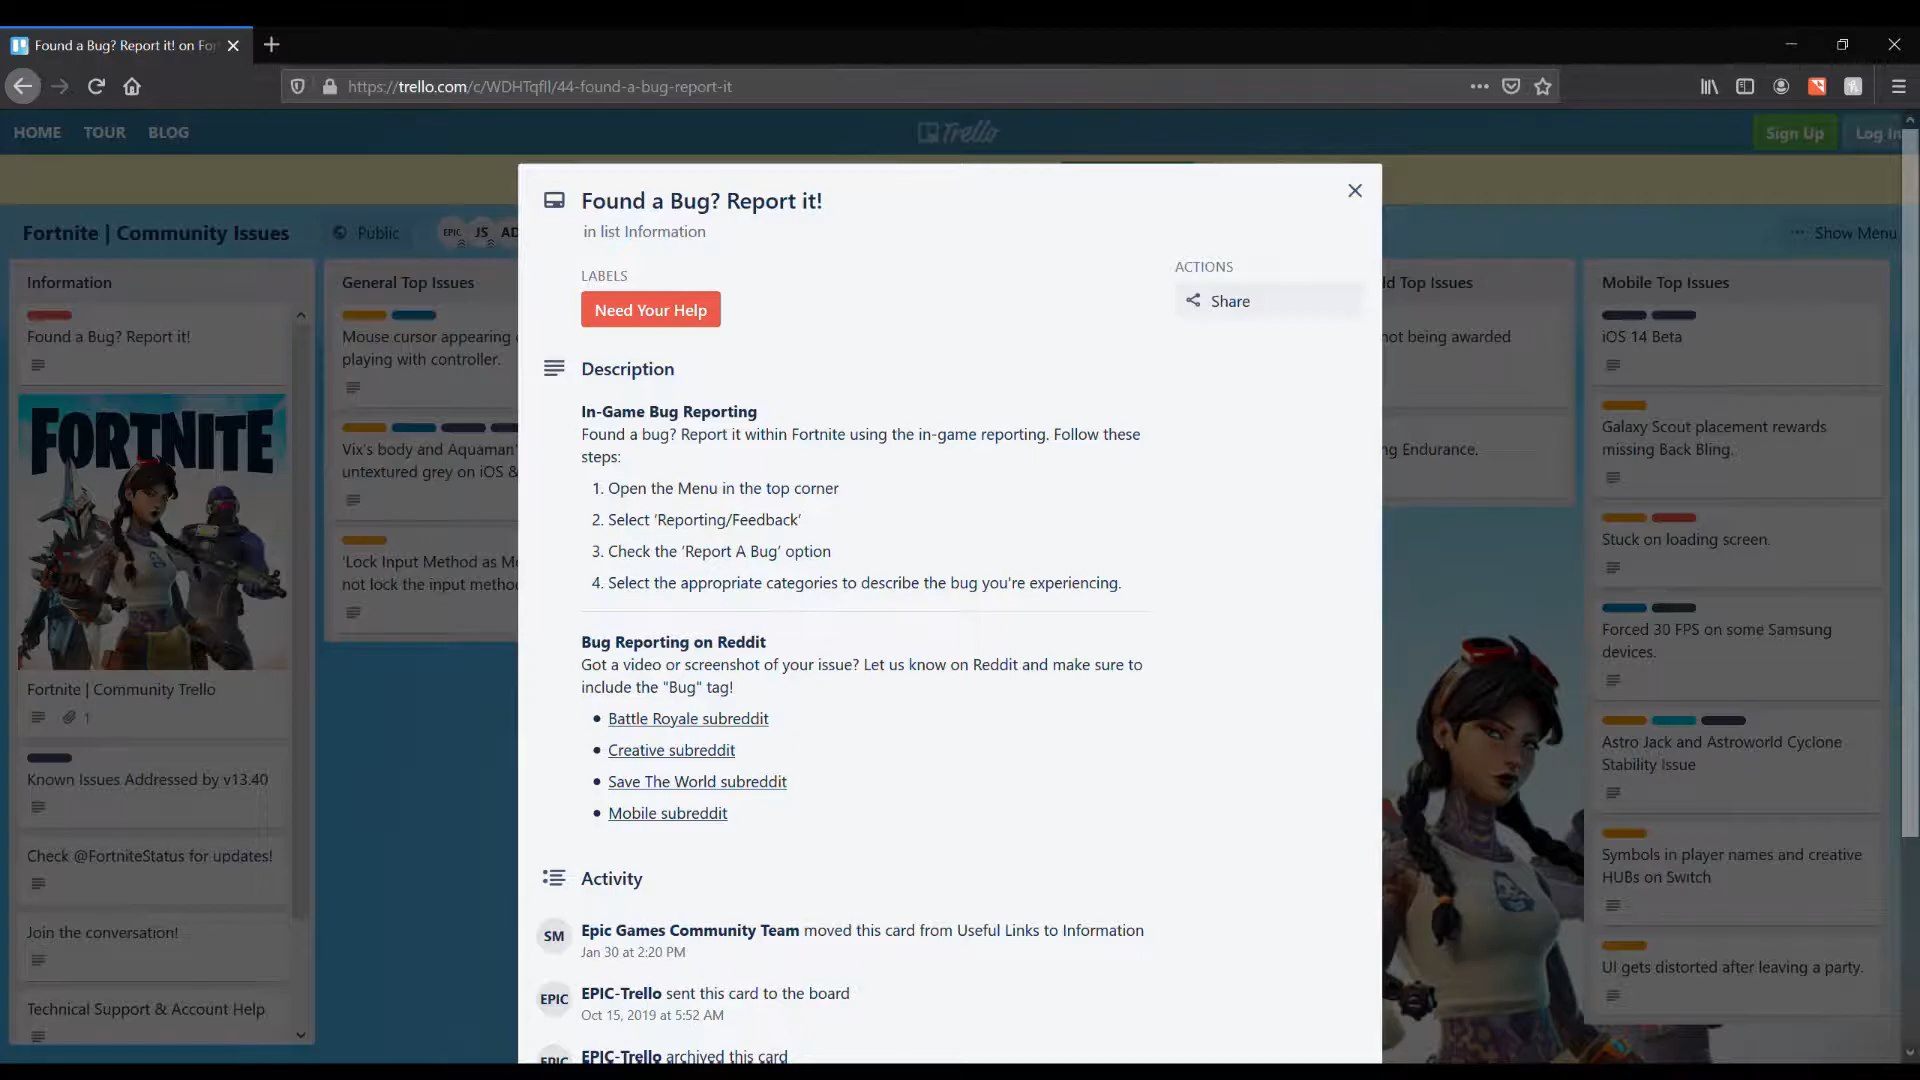 Found a Bug? Report it! on For
https://trello.com/c/WDHTqfll/44-found-a-bug-report-it
HOME TOUR BLOG
Trello
Sign Up
Log In
Fortnite | Community Issues
Public
EPIC JS AD
Show Menu
Information
Found a Bug? Report it!
FORTNITE
Fortnite | Community Trello
1
Known Issues Addressed by v13.40
Check @FortniteStatus for updates!
Join the conversation!
Technical Support & Account Help
General Top Issues
Mouse cursor appearing
playing with controller.
Vix's body and Aquaman'
untextured grey on iOS &
'Lock Input Method as Mo
not lock the input metho
Found a Bug? Report it!
in list Information
LABELS
Need Your Help
ACTIONS
Share
Description
In-Game Bug Reporting
Found a bug? Report it within Fortnite using the in-game reporting. Follow these
steps:
1. Open the Menu in the top corner
2. Select 'Reporting/Feedback'
3. Check the 'Report A Bug' option
4. Select the appropriate categories to describe the bug you're experiencing.
Bug Reporting on Reddit
Got a video or screenshot of your issue? Let us know on Reddit and make sure to
include the "Bug" tag!
• Battle Royale subreddit
• Creative subreddit
• Save The World subreddit
• Mobile subreddit
Activity
SM
Epic Games Community Team moved this card from Useful Links to Information
Jan 30 at 2:20 PM
EPIC
EPIC-Trello sent this card to the board
Oct 15, 2019 at 5:52 AM
EPIC
EPIC-Trello archived this card
ld Top Issues
not being awarded
ng Endurance.
Mobile Top Issues
iOS 14 Beta
Galaxy Scout placement rewards
missing Back Bling.
Stuck on loading screen.
Forced 30 FPS on some Samsung
devices.
Astro Jack and Astroworld Cyclone
Stability Issue
Symbols in player names and creative
HUBs on Switch
UI gets distorted after leaving a party.